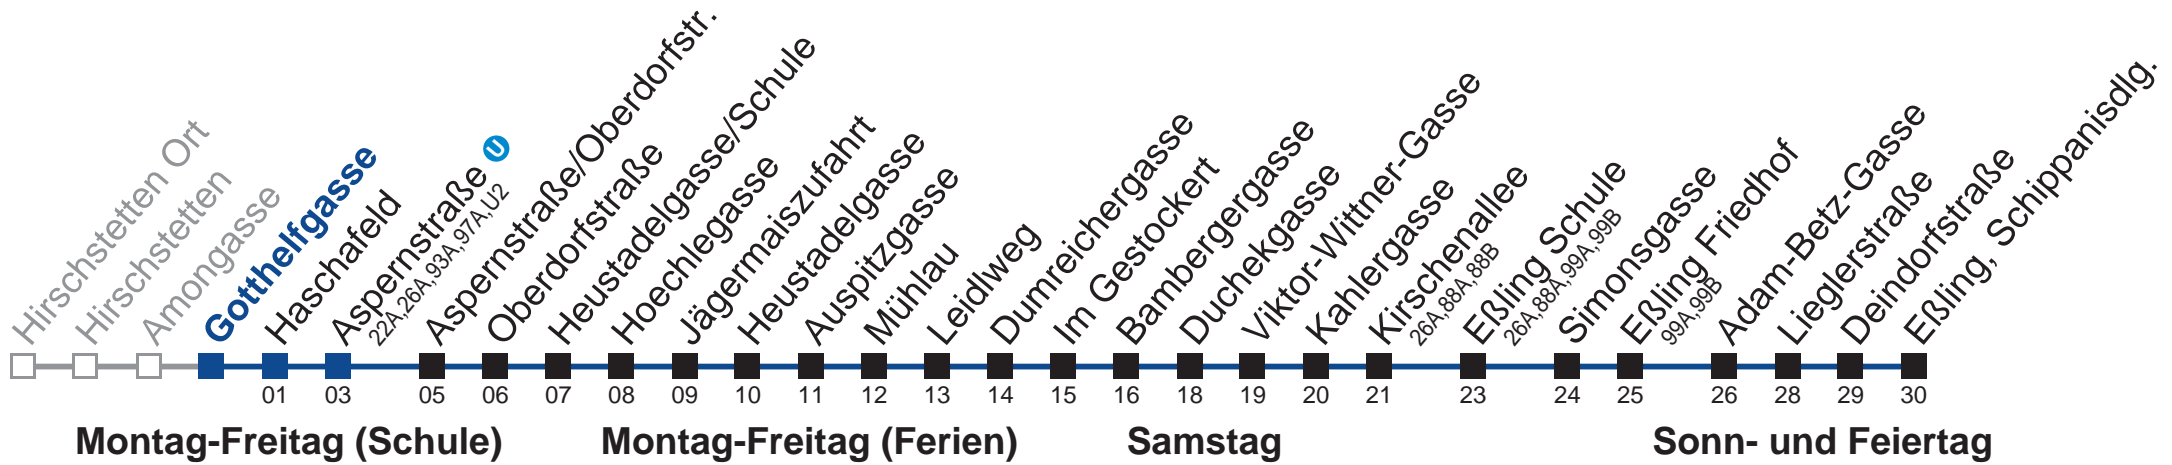 Hirschstetten Ort
Hirschstetten
Amongasse
Gotthelfgasse
Haschafeld
Aspernstraße U
22A,26A,93A,97A,U2
Aspernstraße/Oberdorfstr.
Oberdorfstraße
Heustadelgasse/Schule
Hoechlegasse
Jägermaiszufahrt
Heustadelgasse
Auspitzgasse
Mühlau
Leidlweg
Dumreichergasse
Im Gestockert
Bambergergasse
Duchekgasse
Viktor-Wittner-Gasse
Kahlergasse
Kirschenallee
26A,88A,88B
Eßling Schule
26A,88A,99A,99B
Simonsgasse
Eßling Friedhof
99A,99B
Adam-Betz-Gasse
Lieglerstraße
Deindorfstraße
Eßling, Schippanisdlg.
01 03 05 06 07 08 09 10 11 12 13 14 15 16 18 19 20 21 23 24 25 26 28 29 30
Montag-Freitag (Schule) Montag-Freitag (Ferien) Samstag Sonn- und Feiertag